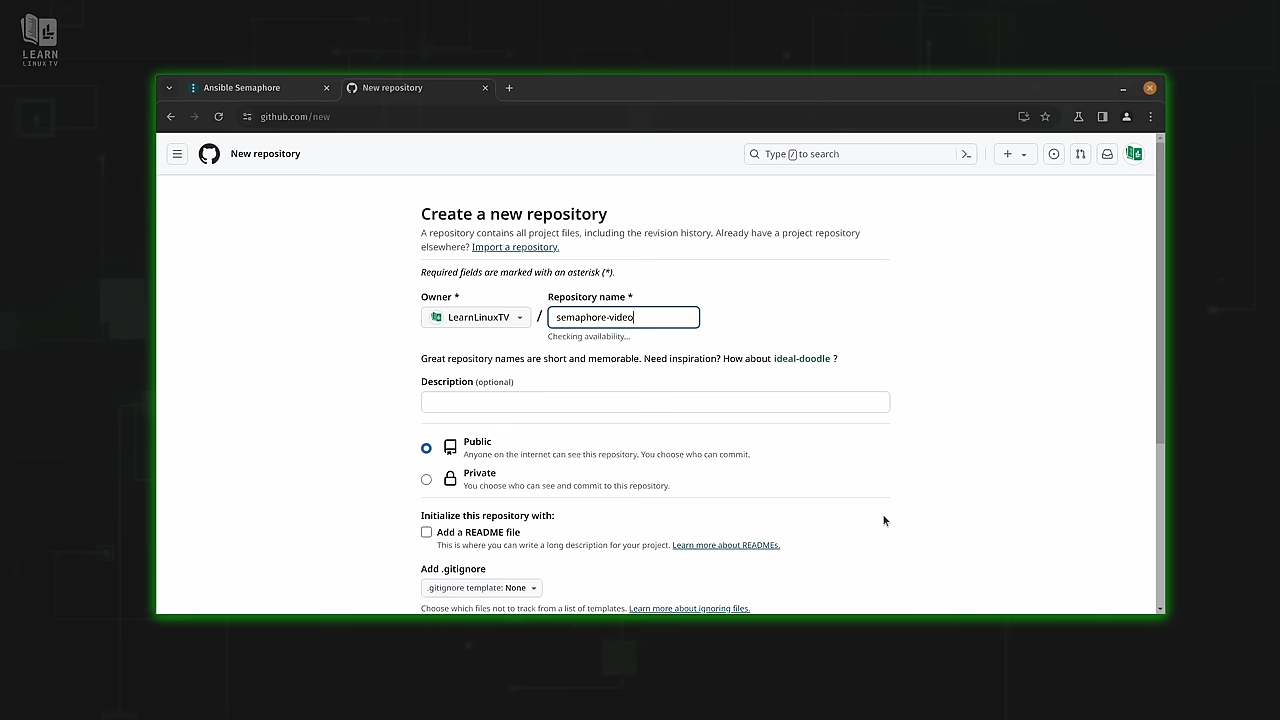 LEARN
LINUX TV
Ansible Semaphore
New repository
github.com/new
New repository
Type / to search
Create a new repository
A repository contains all project files, including the revision history. Already have a project repository
elsewhere? Import a repository.
Required fields are marked with an asterisk (*).
Owner * Repository name *
LearnLinuxTV / semaphore-video
Checking availability...
Great repository names are short and memorable. Need inspiration? How about ideal-doodle ?
Description (optional)
Public
Anyone on the internet can see this repository. You choose who can commit.
Private
You choose who can see and commit to this repository.
Initialize this repository with:
Add a README file
This is where you can write a long description for your project. Learn more about READMEs.
Add .gitignore
.gitignore template: None
Choose which files not to track from a list of templates. Learn more about ignoring files.